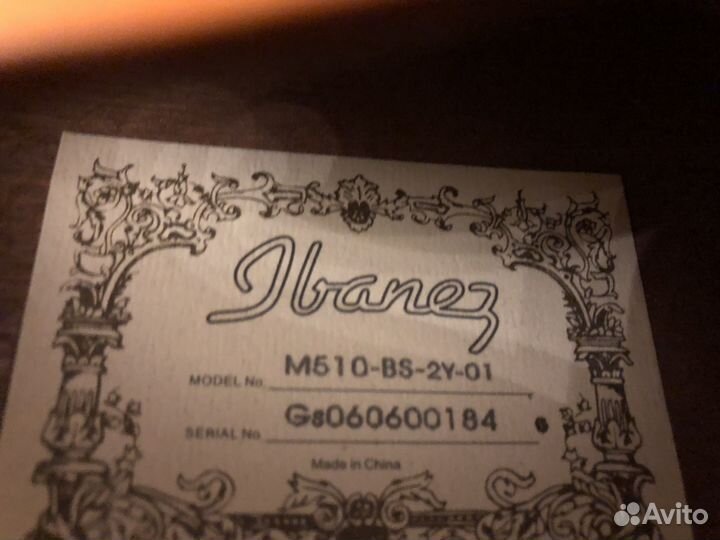 Ibanez
MODEL No. M510-BS-2Y-01
SERIAL No. Gs060600184
Made in China
Avito